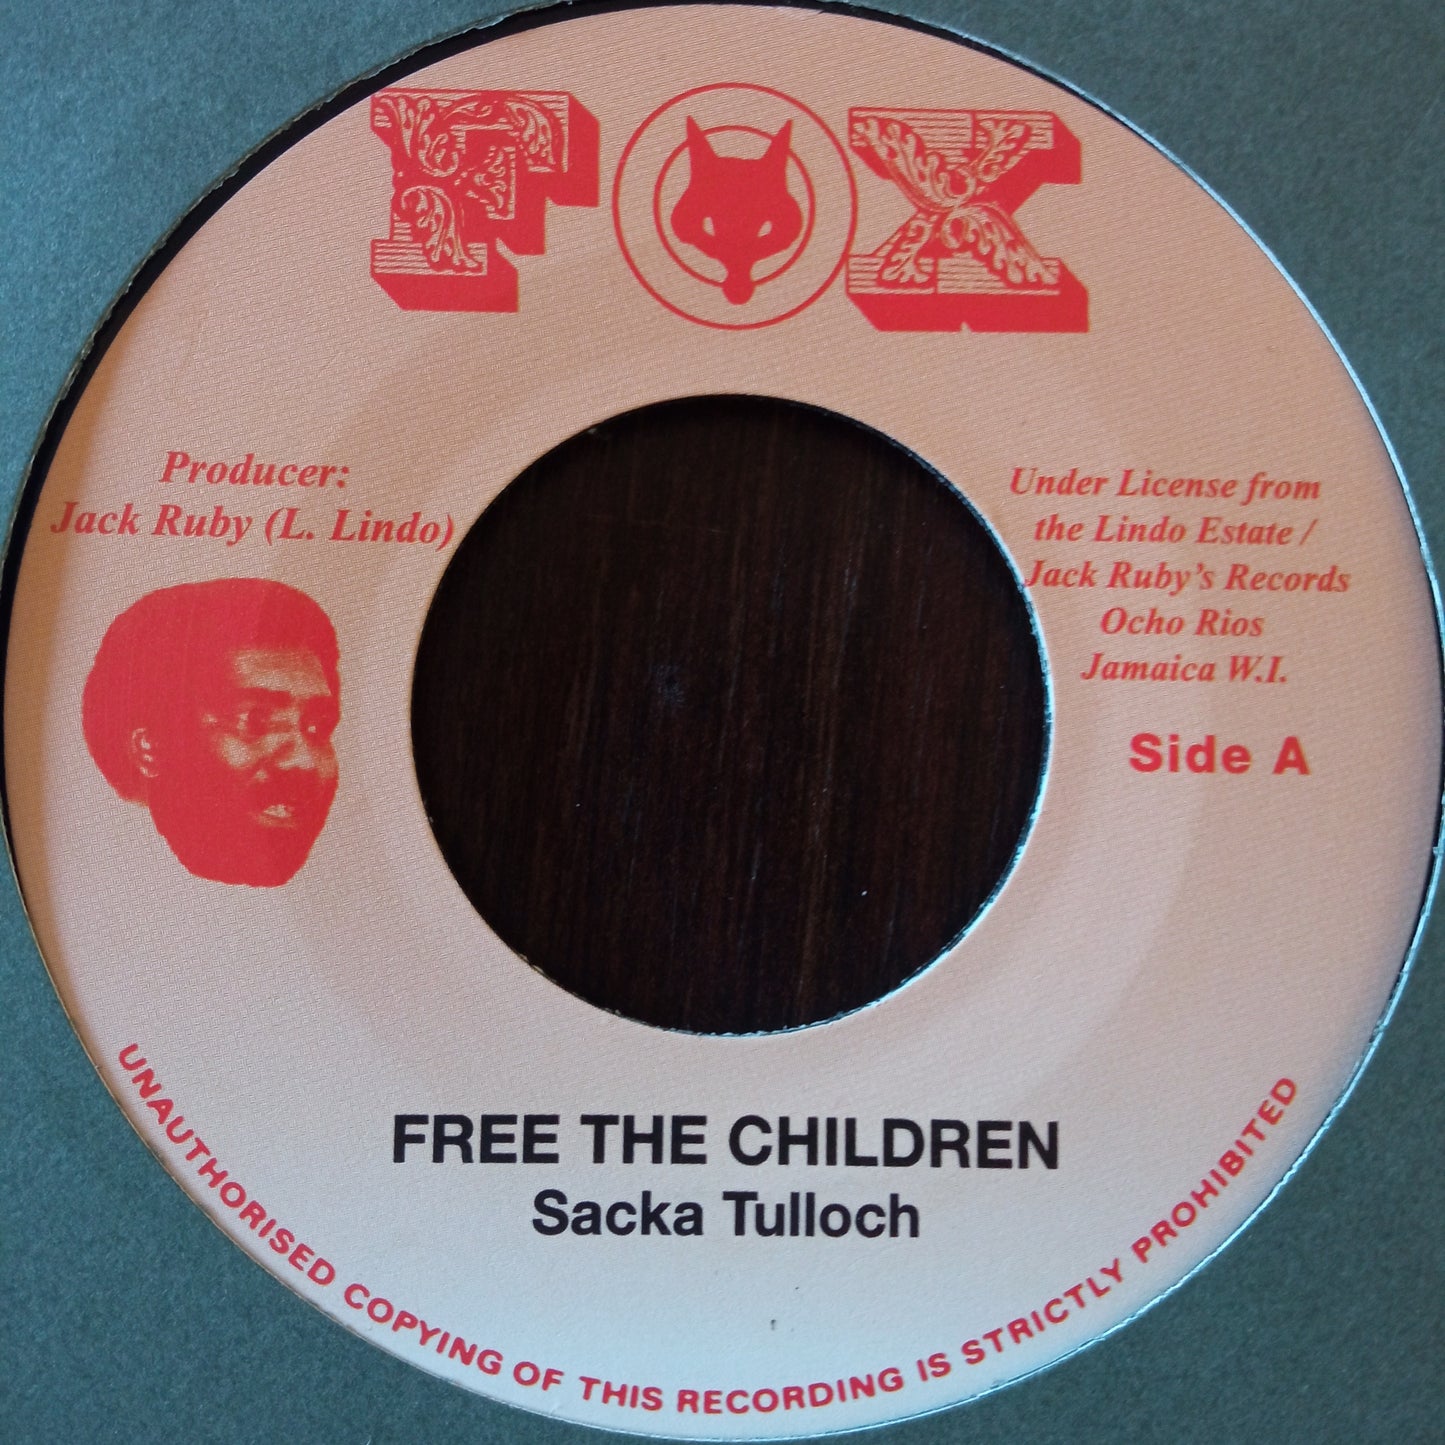 FOX
Producer:
Jack Ruby (L. Lindo)
Under License from
the Lindo Estate /
Jack Ruby's Records
Ocho Rios
Jamaica W.I.
Side A
FREE THE CHILDREN
Sacka Tulloch
UNAUTHORISED COPYING OF THIS RECORDING IS STRICTLY PROHIBITED